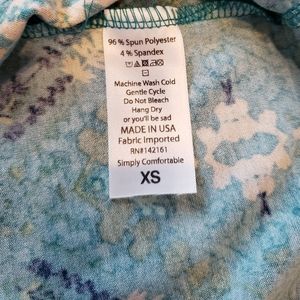 96 % Spun Polyester
4 % Spandex
Machine Wash Cold
Gentle Cycle
Do Not Bleach
Hang Dry
or you'll be sad
MADE IN USA
Fabric Imported
RN#142161
Simply Comfortable
XS